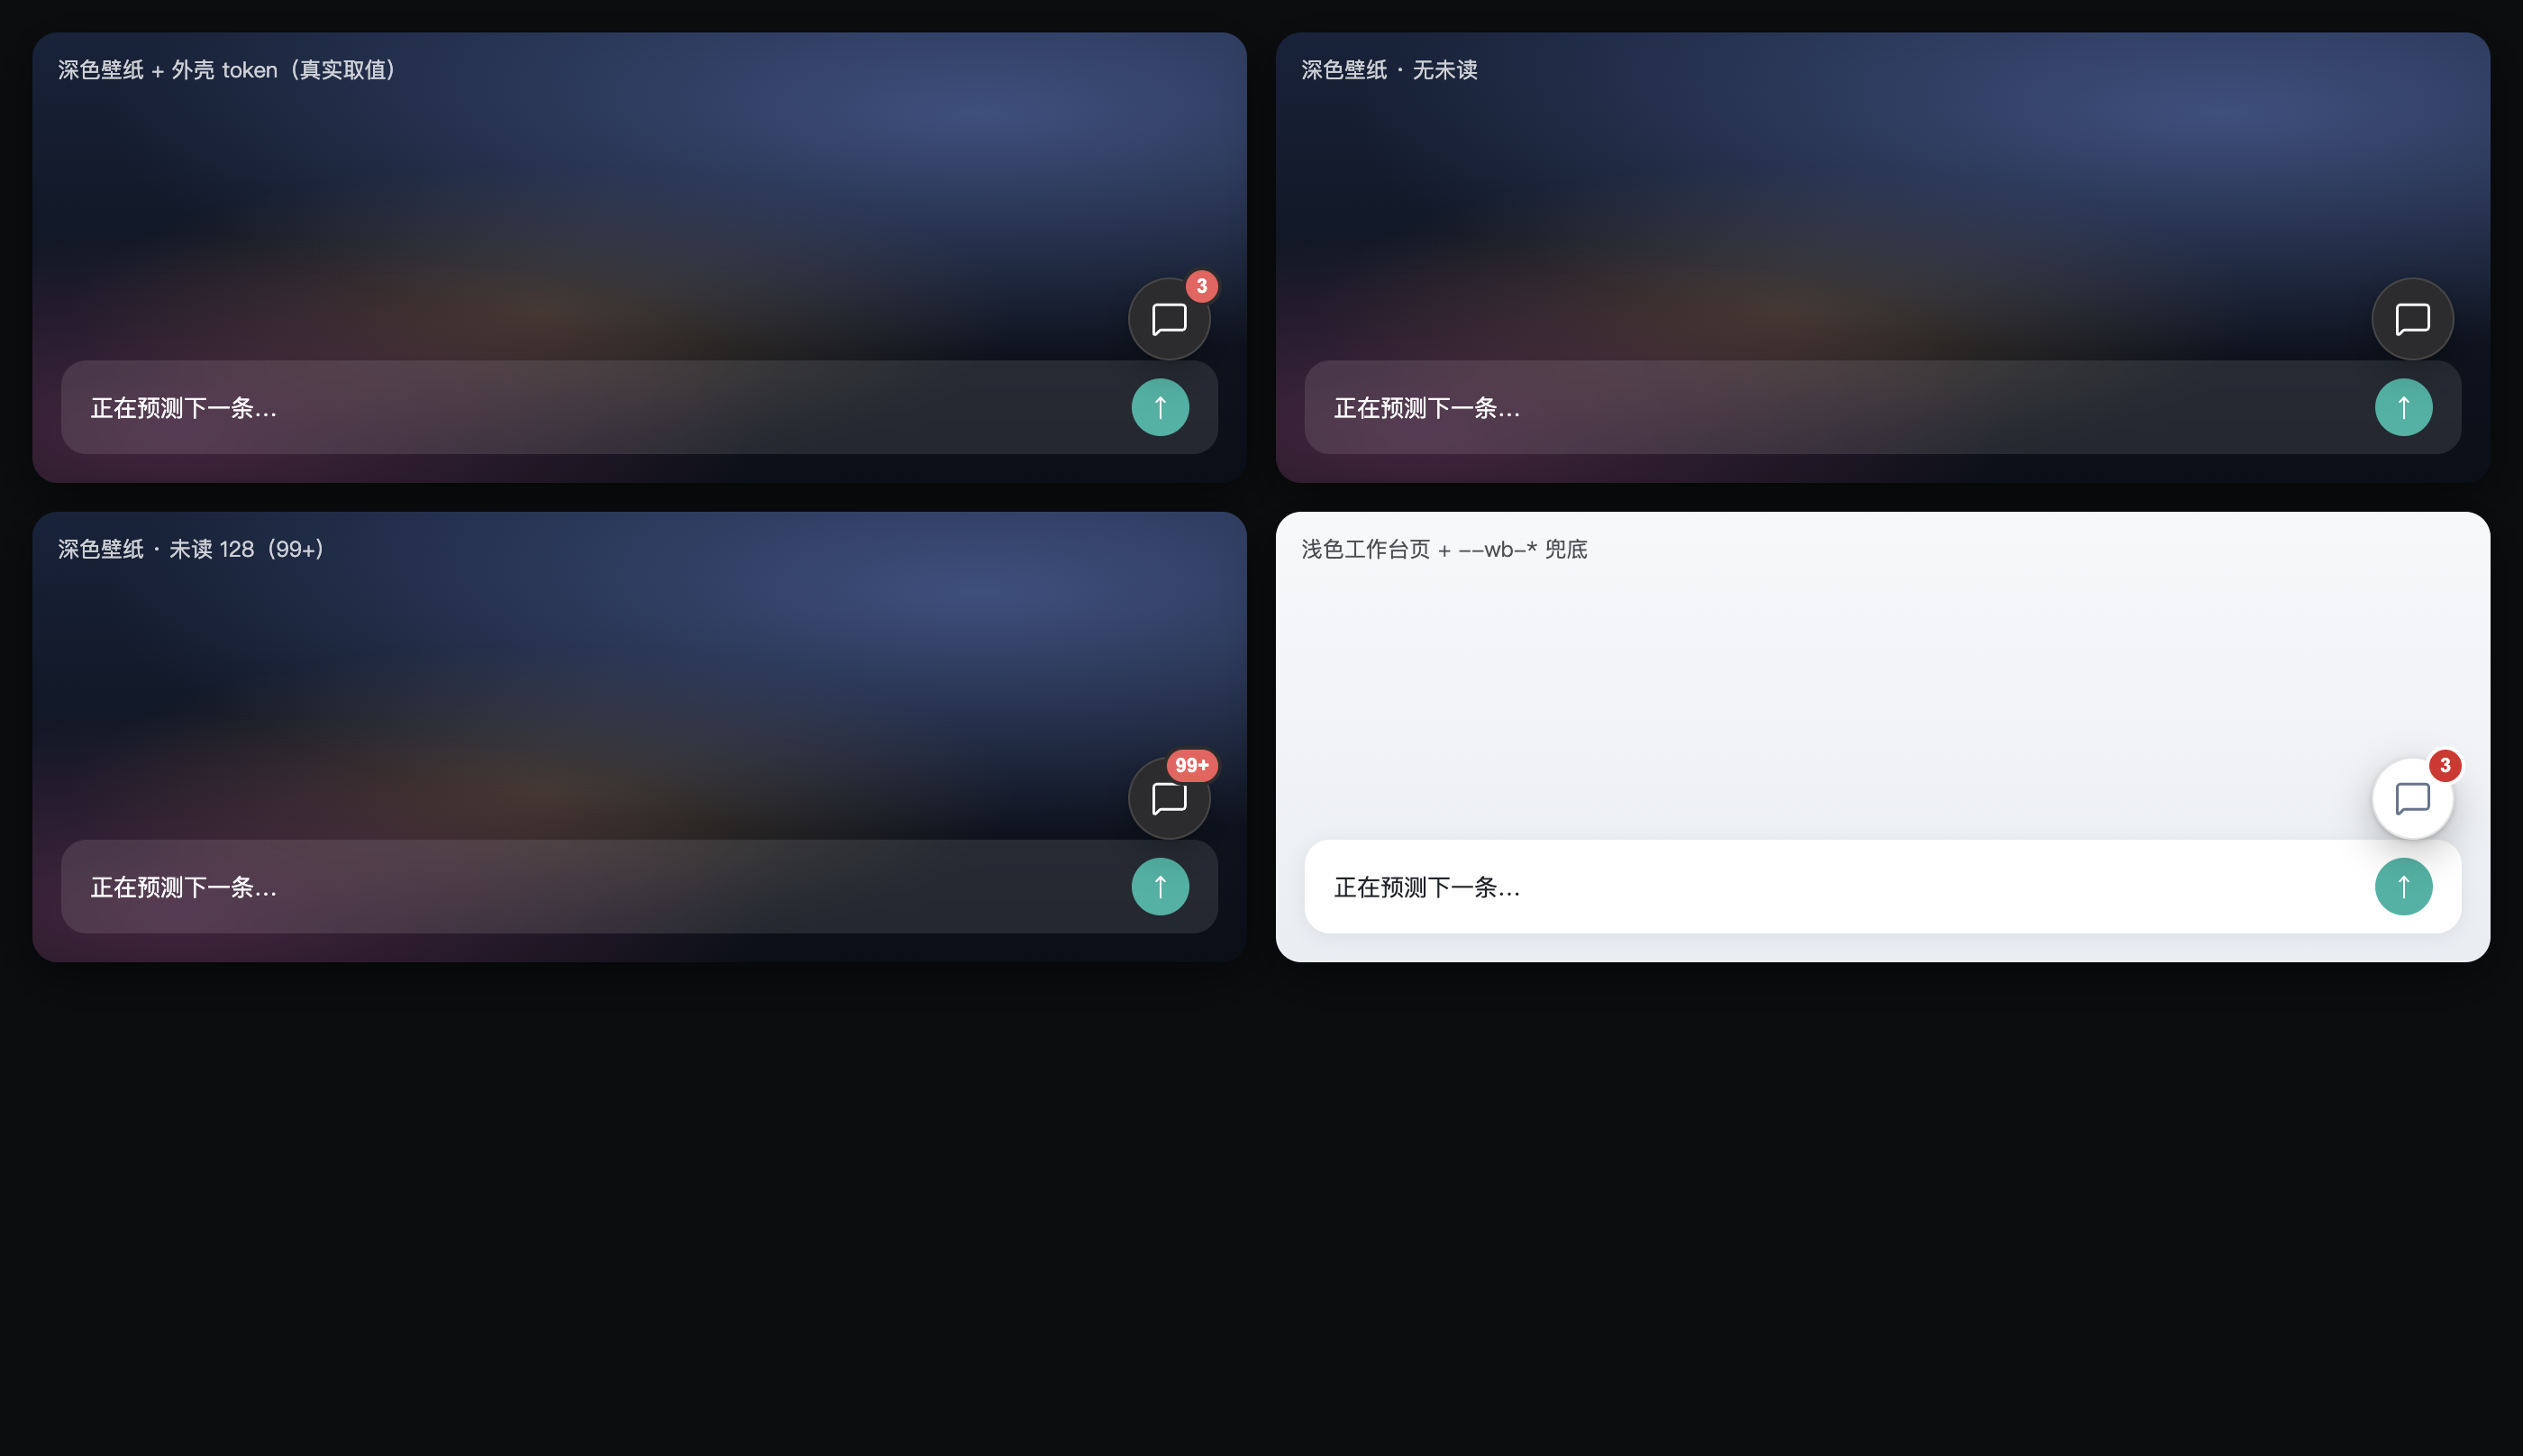 深色壁纸 + 外壳 token（真实取值）
3
正在预测下一条…
↑
深色壁纸 · 无未读
正在预测下一条…
↑
深色壁纸 · 未读 128（99+）
99+
正在预测下一条…
↑
浅色工作台页 + --wb-* 兜底
3
正在预测下一条…
↑